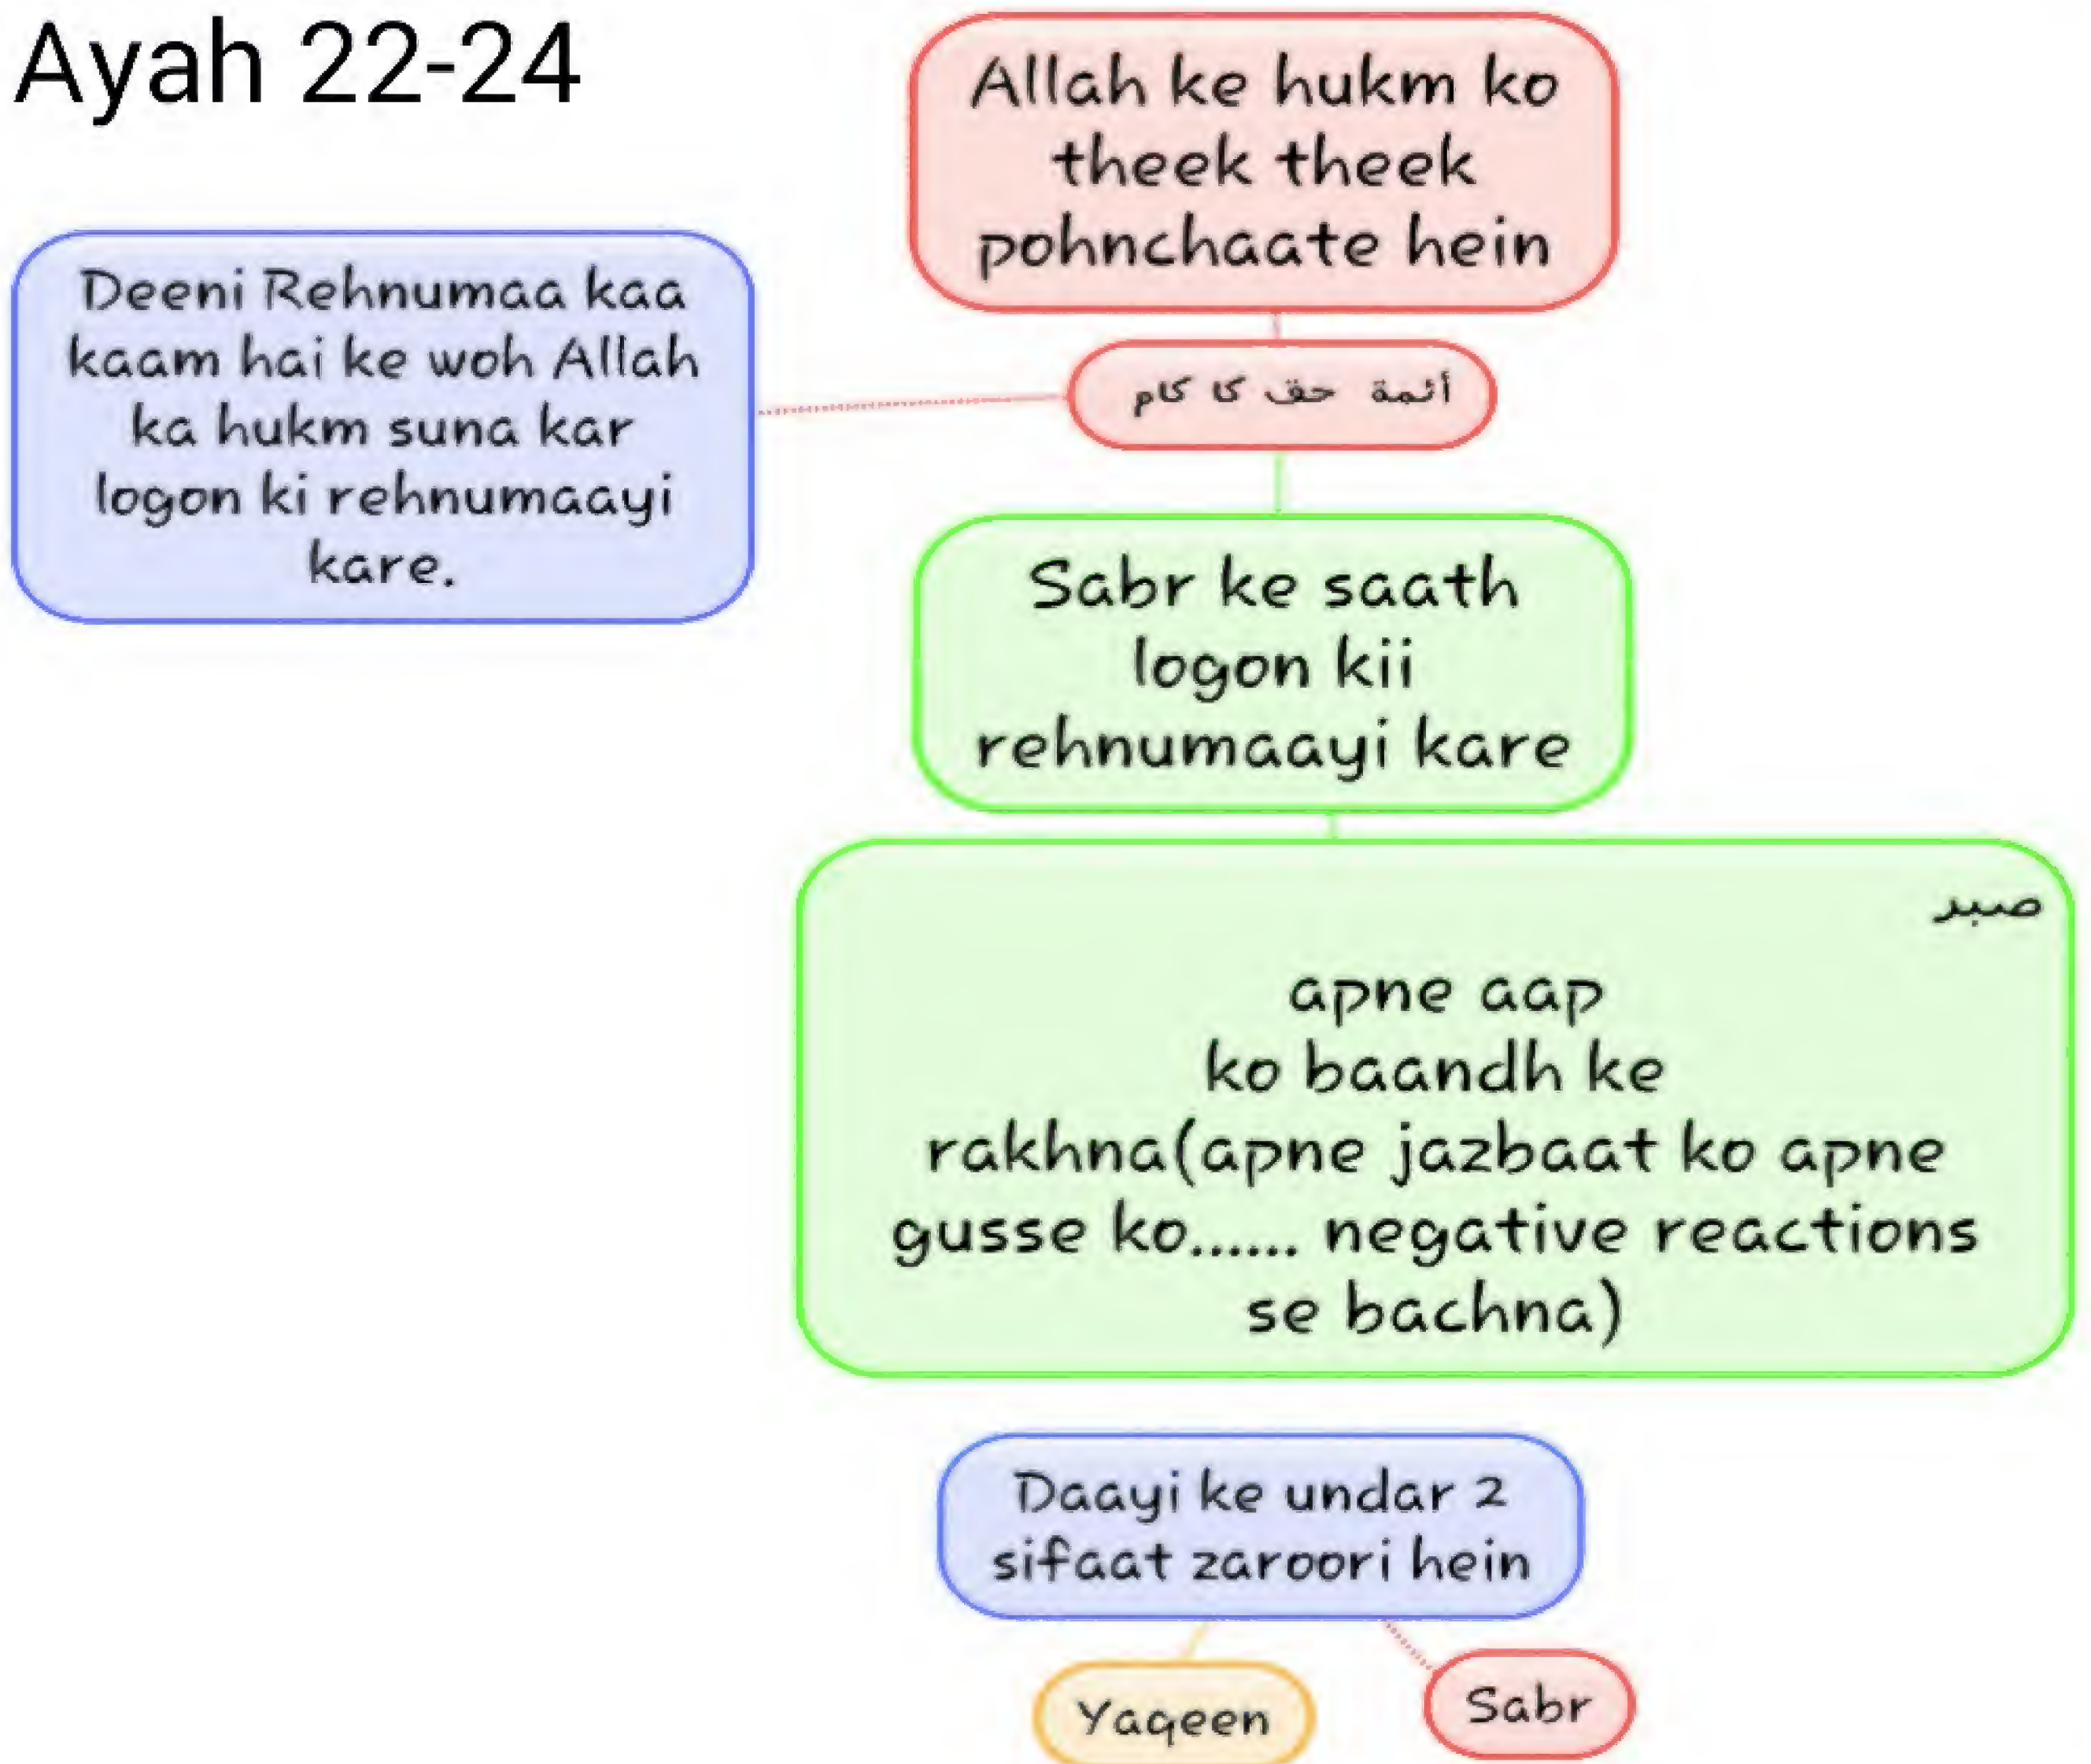 Ayah 22-24
Allah ke hukm ko
theek theek
pohnchaate hein
أئمة حق کا کام
Deeni Rehnumaa kaa
kaam hai ke woh Allah
ka hukm suna kar
logon ki rehnumaayi
kare.
Sabr ke saath
logon kii
rehnumaayi kare
صبر
apne aap
ko baandh ke
rakhna(apne jazbaat ko apne
gusse ko...... negative reactions
se bachna)
Daayi ke undar 2
sifaat zaroori hein
Yaqeen
Sabr